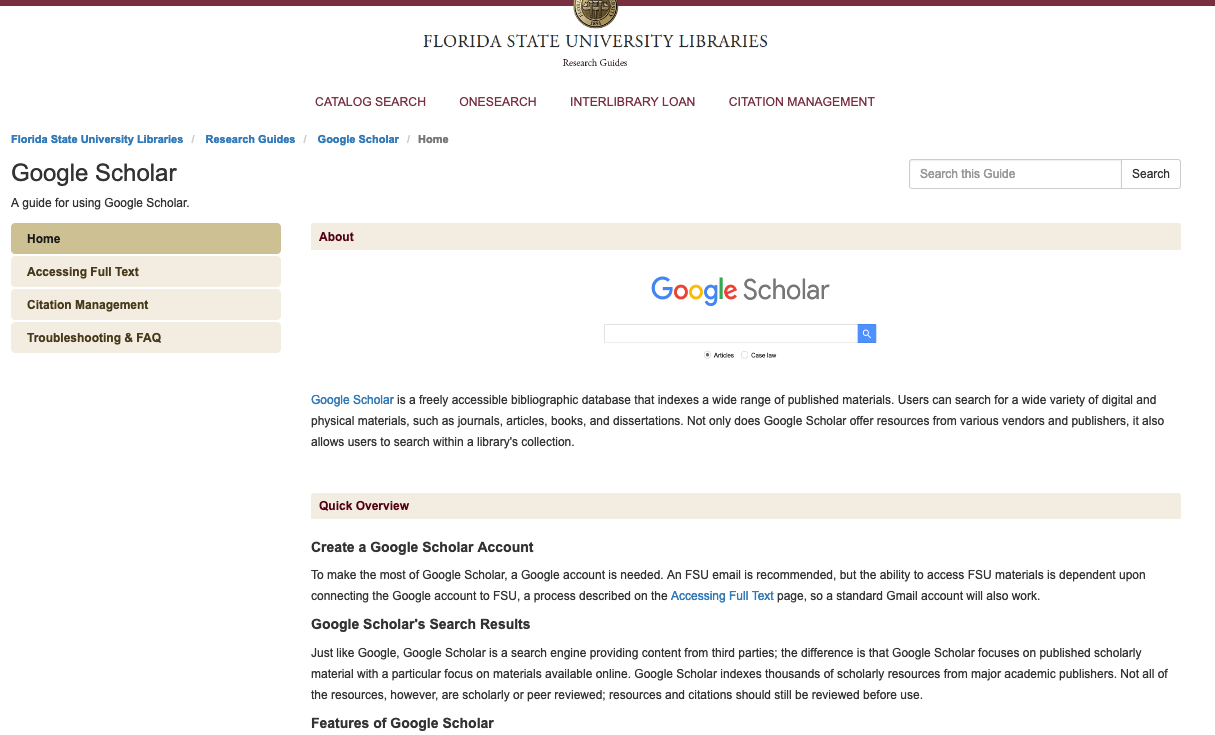 FLORIDA STATE UNIVERSITY LIBRARIES
Research Guides
CATALOG SEARCH ONESEARCH INTERLIBRARY LOAN CITATION MANAGEMENT
Florida State University Libraries / Research Guides / Google Scholar / Home
Google Scholar
Search this Guide Search
A guide for using Google Scholar.
Home
Accessing Full Text
Citation Management
Troubleshooting & FAQ
About
Google Scholar
Articles Case law
Google Scholar is a freely accessible bibliographic database that indexes a wide range of published materials. Users can search for a wide variety of digital and
physical materials, such as journals, articles, books, and dissertations. Not only does Google Scholar offer resources from various vendors and publishers, it also
allows users to search within a library's collection.
Quick Overview
Create a Google Scholar Account
To make the most of Google Scholar, a Google account is needed. An FSU email is recommended, but the ability to access FSU materials is dependent upon
connecting the Google account to FSU, a process described on the Accessing Full Text page, so a standard Gmail account will also work.
Google Scholar's Search Results
Just like Google, Google Scholar is a search engine providing content from third parties; the difference is that Google Scholar focuses on published scholarly
material with a particular focus on materials available online. Google Scholar indexes thousands of scholarly resources from major academic publishers. Not all of
the resources, however, are scholarly or peer reviewed; resources and citations should still be reviewed before use.
Features of Google Scholar